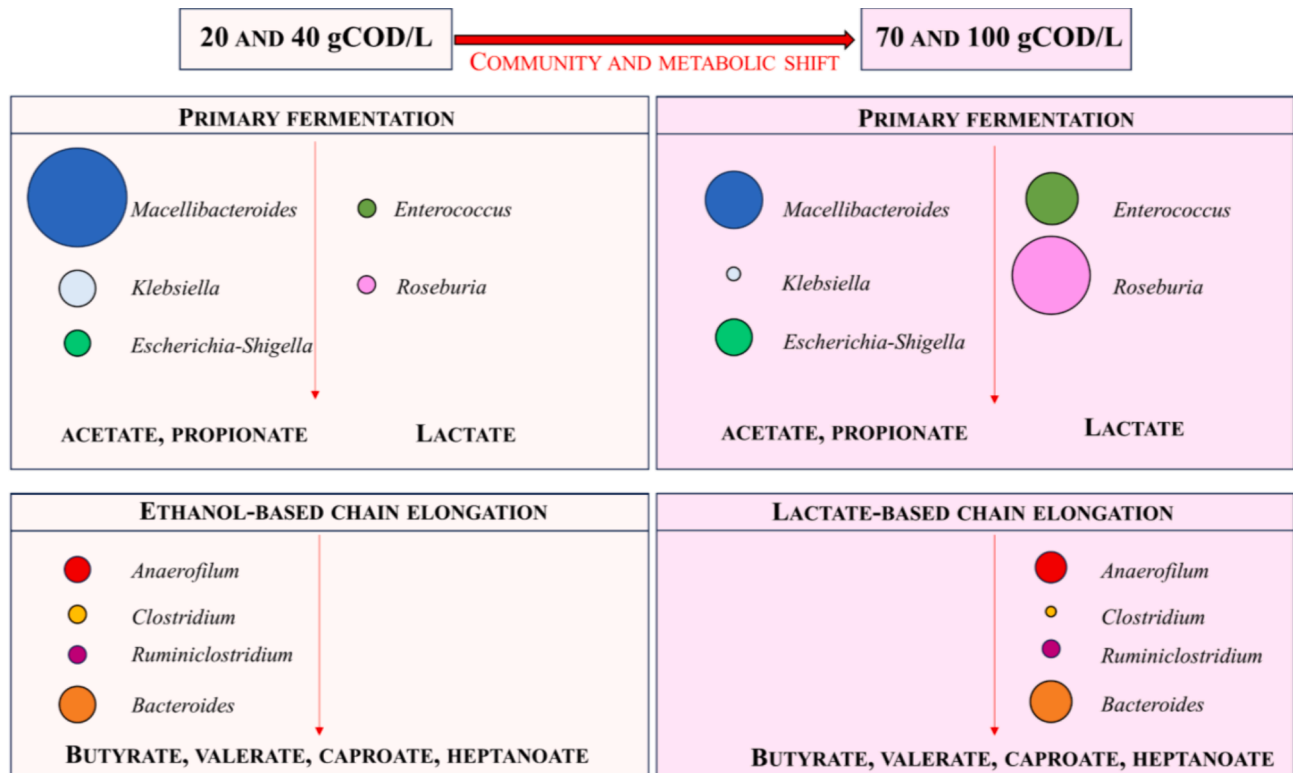 20 AND 40 gCOD/L
70 AND 100 gCOD/L
COMMUNITY AND METABOLIC SHIFT
PRIMARY FERMENTATION
Macellibacteroides
Enterococcus
Klebsiella
Roseburia
Escherichia-Shigella
ACETATE, PROPIONATE
LACTATE
PRIMARY FERMENTATION
Macellibacteroides
Enterococcus
Klebsiella
Roseburia
Escherichia-Shigella
ACETATE, PROPIONATE
LACTATE
ETHANOL-BASED CHAIN ELONGATION
Anaerofilum
Clostridium
Ruminiclostridium
Bacteroides
BUTYRATE, VALERATE, CAPROATE, HEPTANOATE
LACTATE-BASED CHAIN ELONGATION
Anaerofilum
Clostridium
Ruminiclostridium
Bacteroides
BUTYRATE, VALERATE, CAPROATE, HEPTANOATE